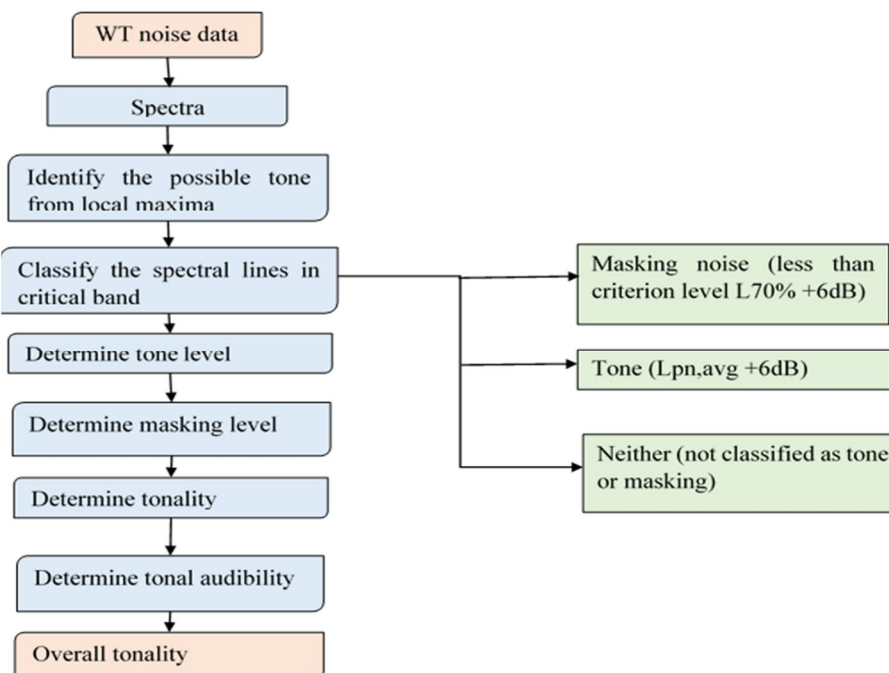 WT noise data
Spectra
Identify the possible tone
from local maxima
Classify the spectral lines in
critical band
Masking noise (less than
criterion level L70% +6dB)
Tone (Lpn,avg +6dB)
Neither (not classified as tone
or masking)
Determine tone level
Determine masking level
Determine tonality
Determine tonal audibility
Overall tonality